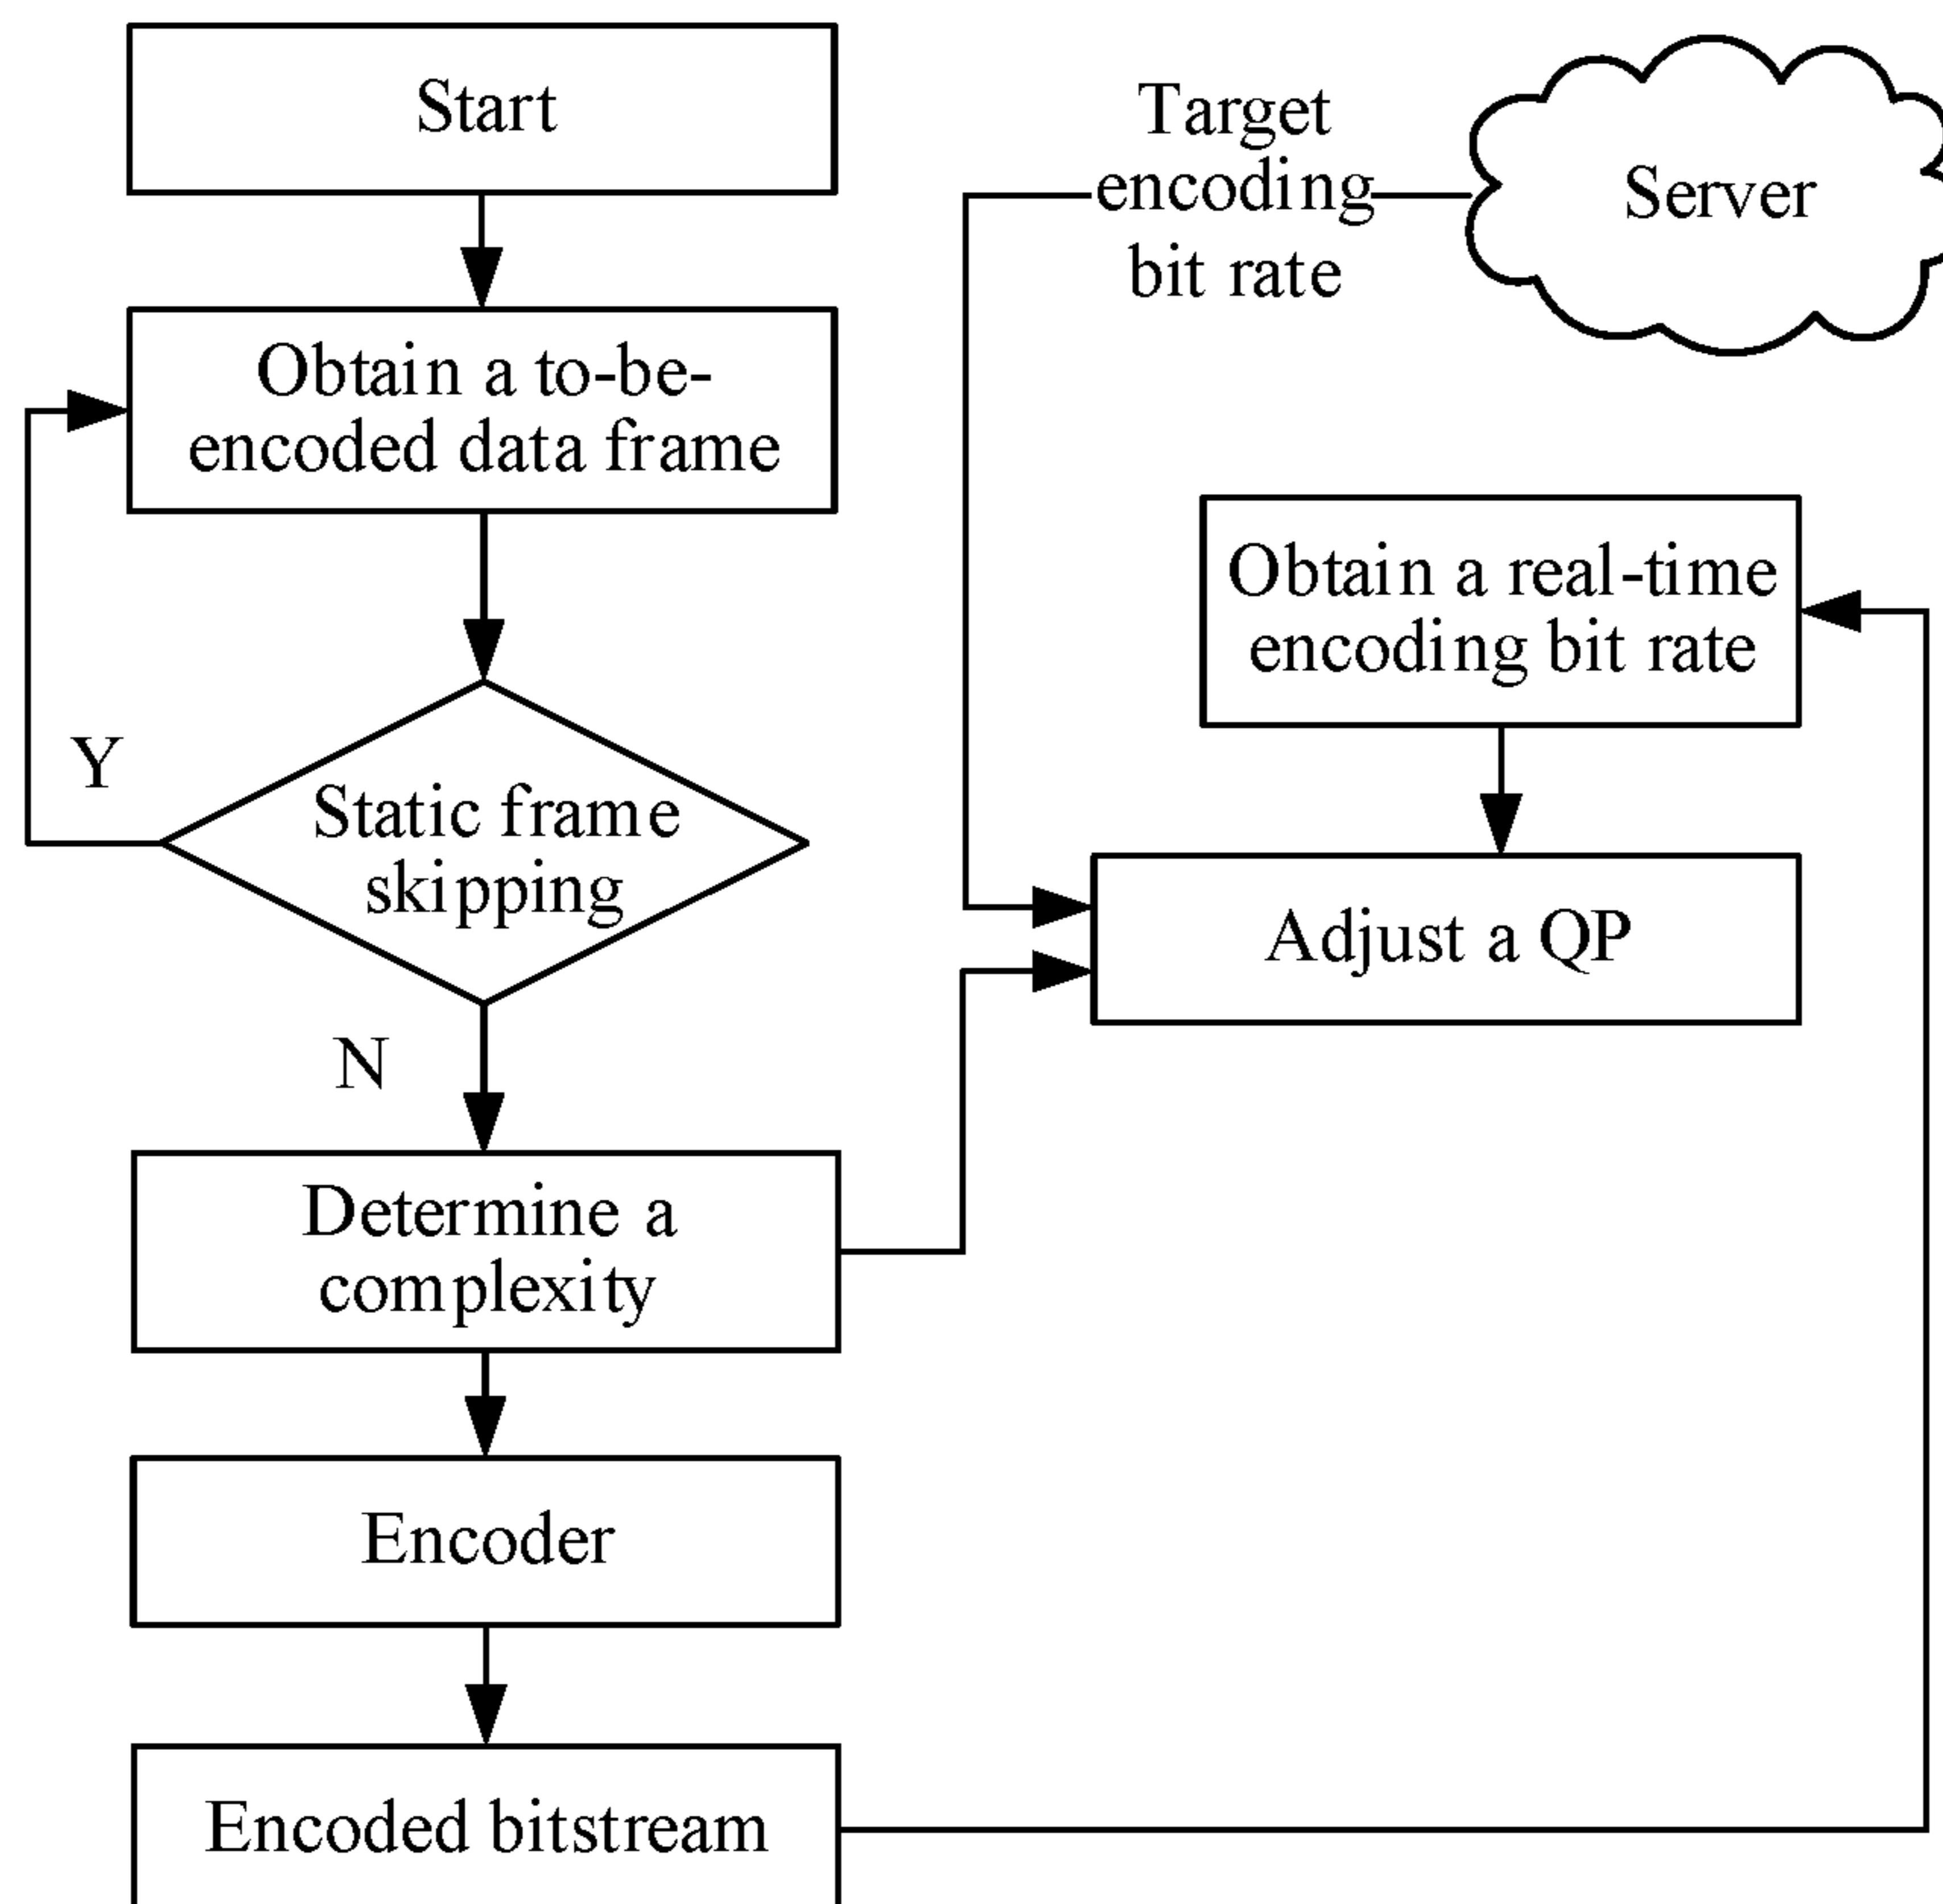 Start
Target
encoding
bit rate
Server
Obtain a to-be-
encoded data frame
Obtain a real-time
encoding bit rate
Y
Static frame
skipping
Adjust a QP
N
Determine a
complexity
Encoder
Encoded bitstream